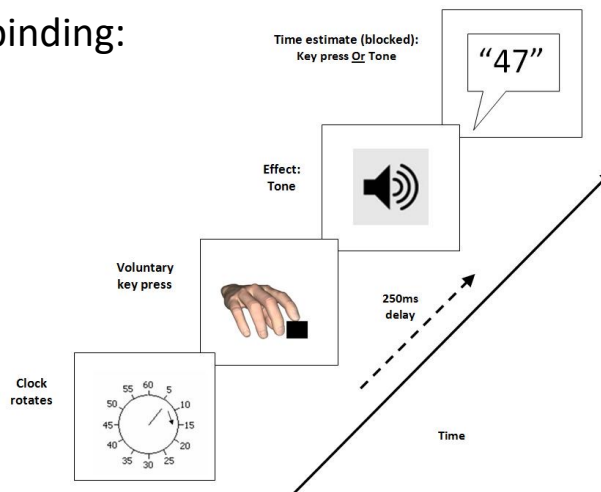 binding:
Time estimate (blocked):
Key press Or Tone
“47”
Effect:
Tone
Voluntary
key press
250ms
delay
Clock
rotates
55 60 5
50 10
45 15
40 20
35 30 25
Time